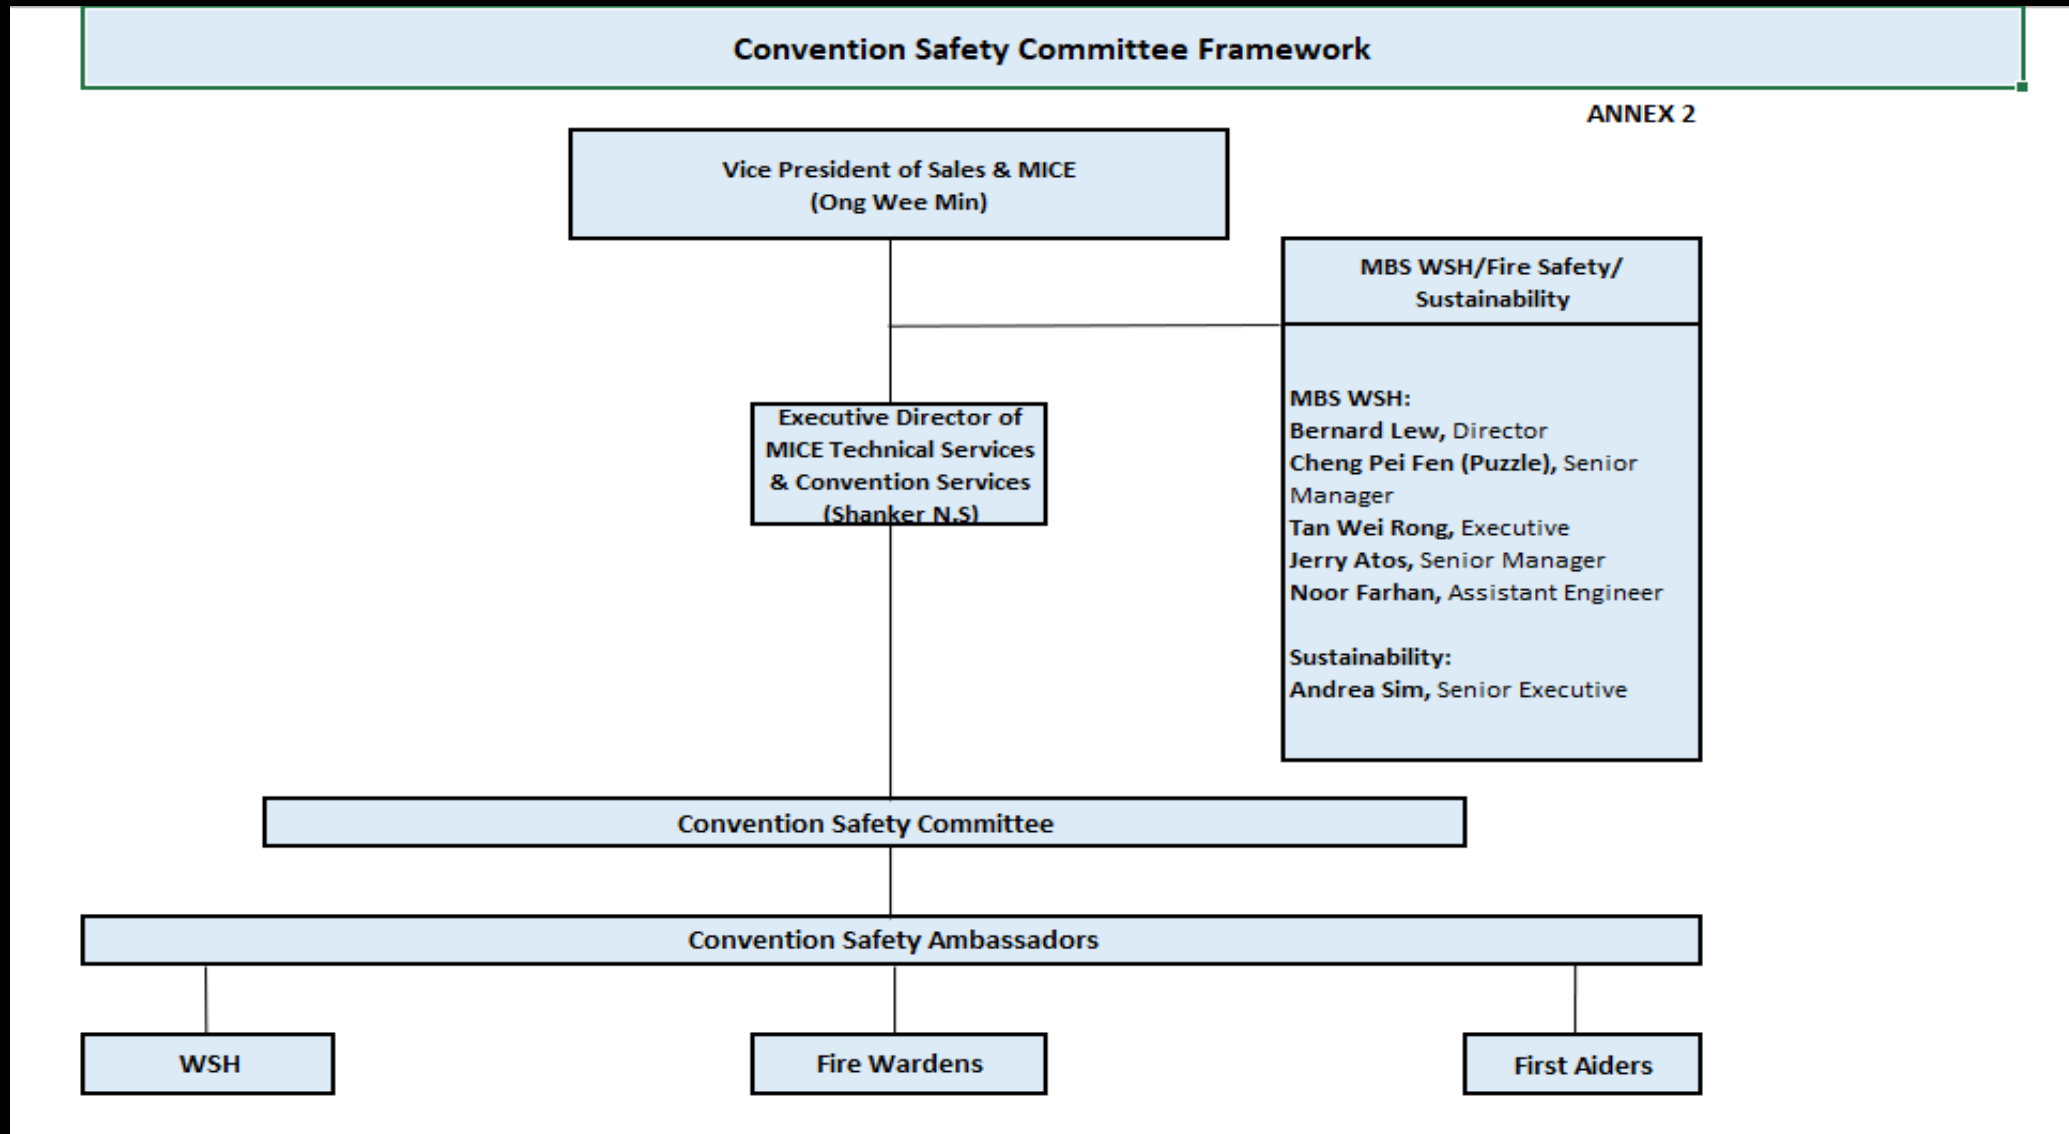 Convention Safety Committee Framework
ANNEX 2
Vice President of Sales & MICE
(Ong Wee Min)
MBS WSH/Fire Safety/
Sustainability
MBS WSH:
Bernard Lew, Director
Cheng Pei Fen (Puzzle), Senior
Manager
Tan Wei Rong, Executive
Jerry Atos, Senior Manager
Noor Farhan, Assistant Engineer
Sustainability:
Andrea Sim, Senior Executive
Executive Director of
MICE Technical Services
& Convention Services
(Shanker N.S)
Convention Safety Committee
Convention Safety Ambassadors
WSH
Fire Wardens
First Aiders